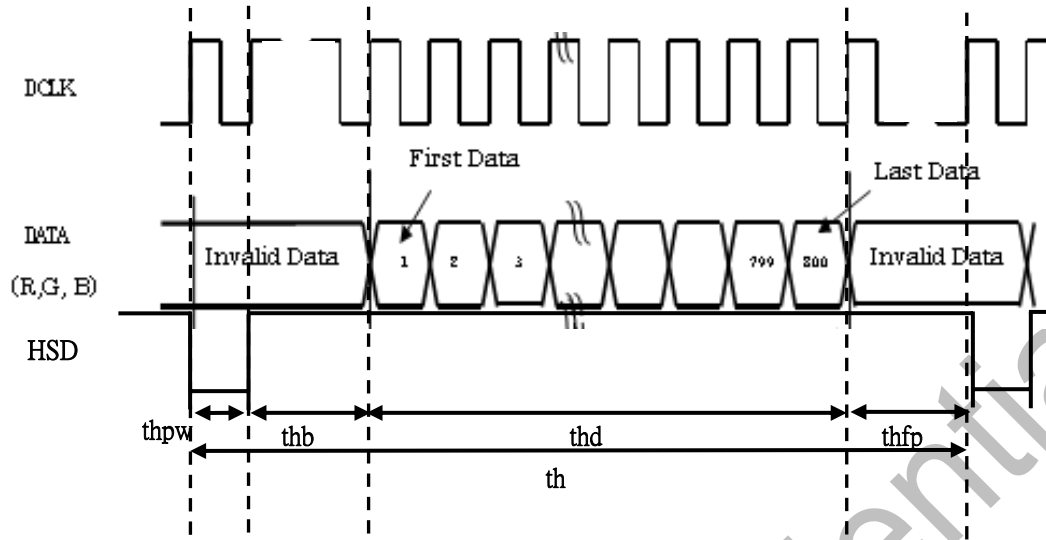 DCLK
First Data
Last Data
DATA
(R,G, B)
Invalid Data
1
2
3
799
800
Invalid Data
HSD
thpw
thb
thd
thfp
th